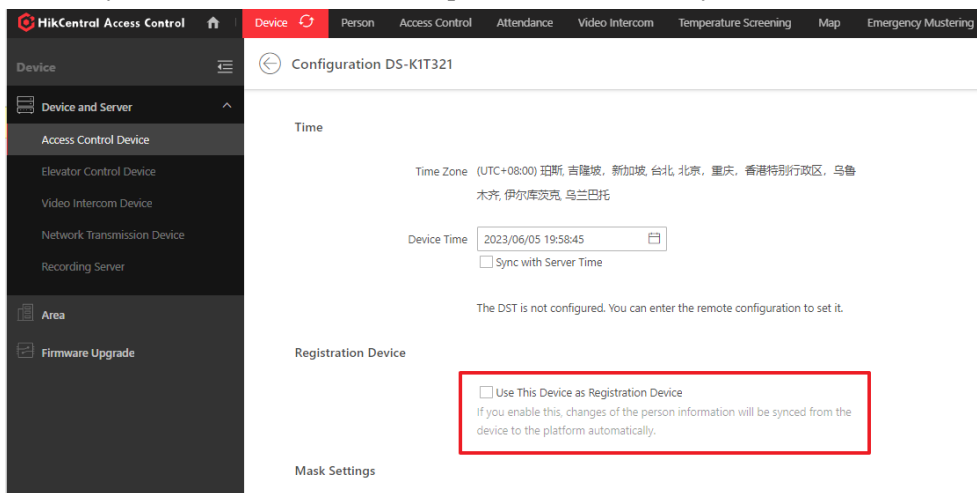 HikCentral Access Control
Device
Person
Access Control
Attendance
Video Intercom
Temperature Screening
Map
Emergency Mustering
Device
Configuration DS-K1T321
Device and Server
Access Control Device
Elevator Control Device
Video Intercom Device
Network Transmission Device
Recording Server
Area
Firmware Upgrade
Time
Time Zone
(UTC+08:00) 珀斯, 吉隆坡，新加坡, 台北, 北京，重庆，香港特别行政区，乌鲁
木齐, 伊尔库茨克, 乌兰巴托
Device Time
2023/06/05 19:58:45
Sync with Server Time
The DST is not configured. You can enter the remote configuration to set it.
Registration Device
Use This Device as Registration Device
If you enable this, changes of the person information will be synced from the
device to the platform automatically.
Mask Settings